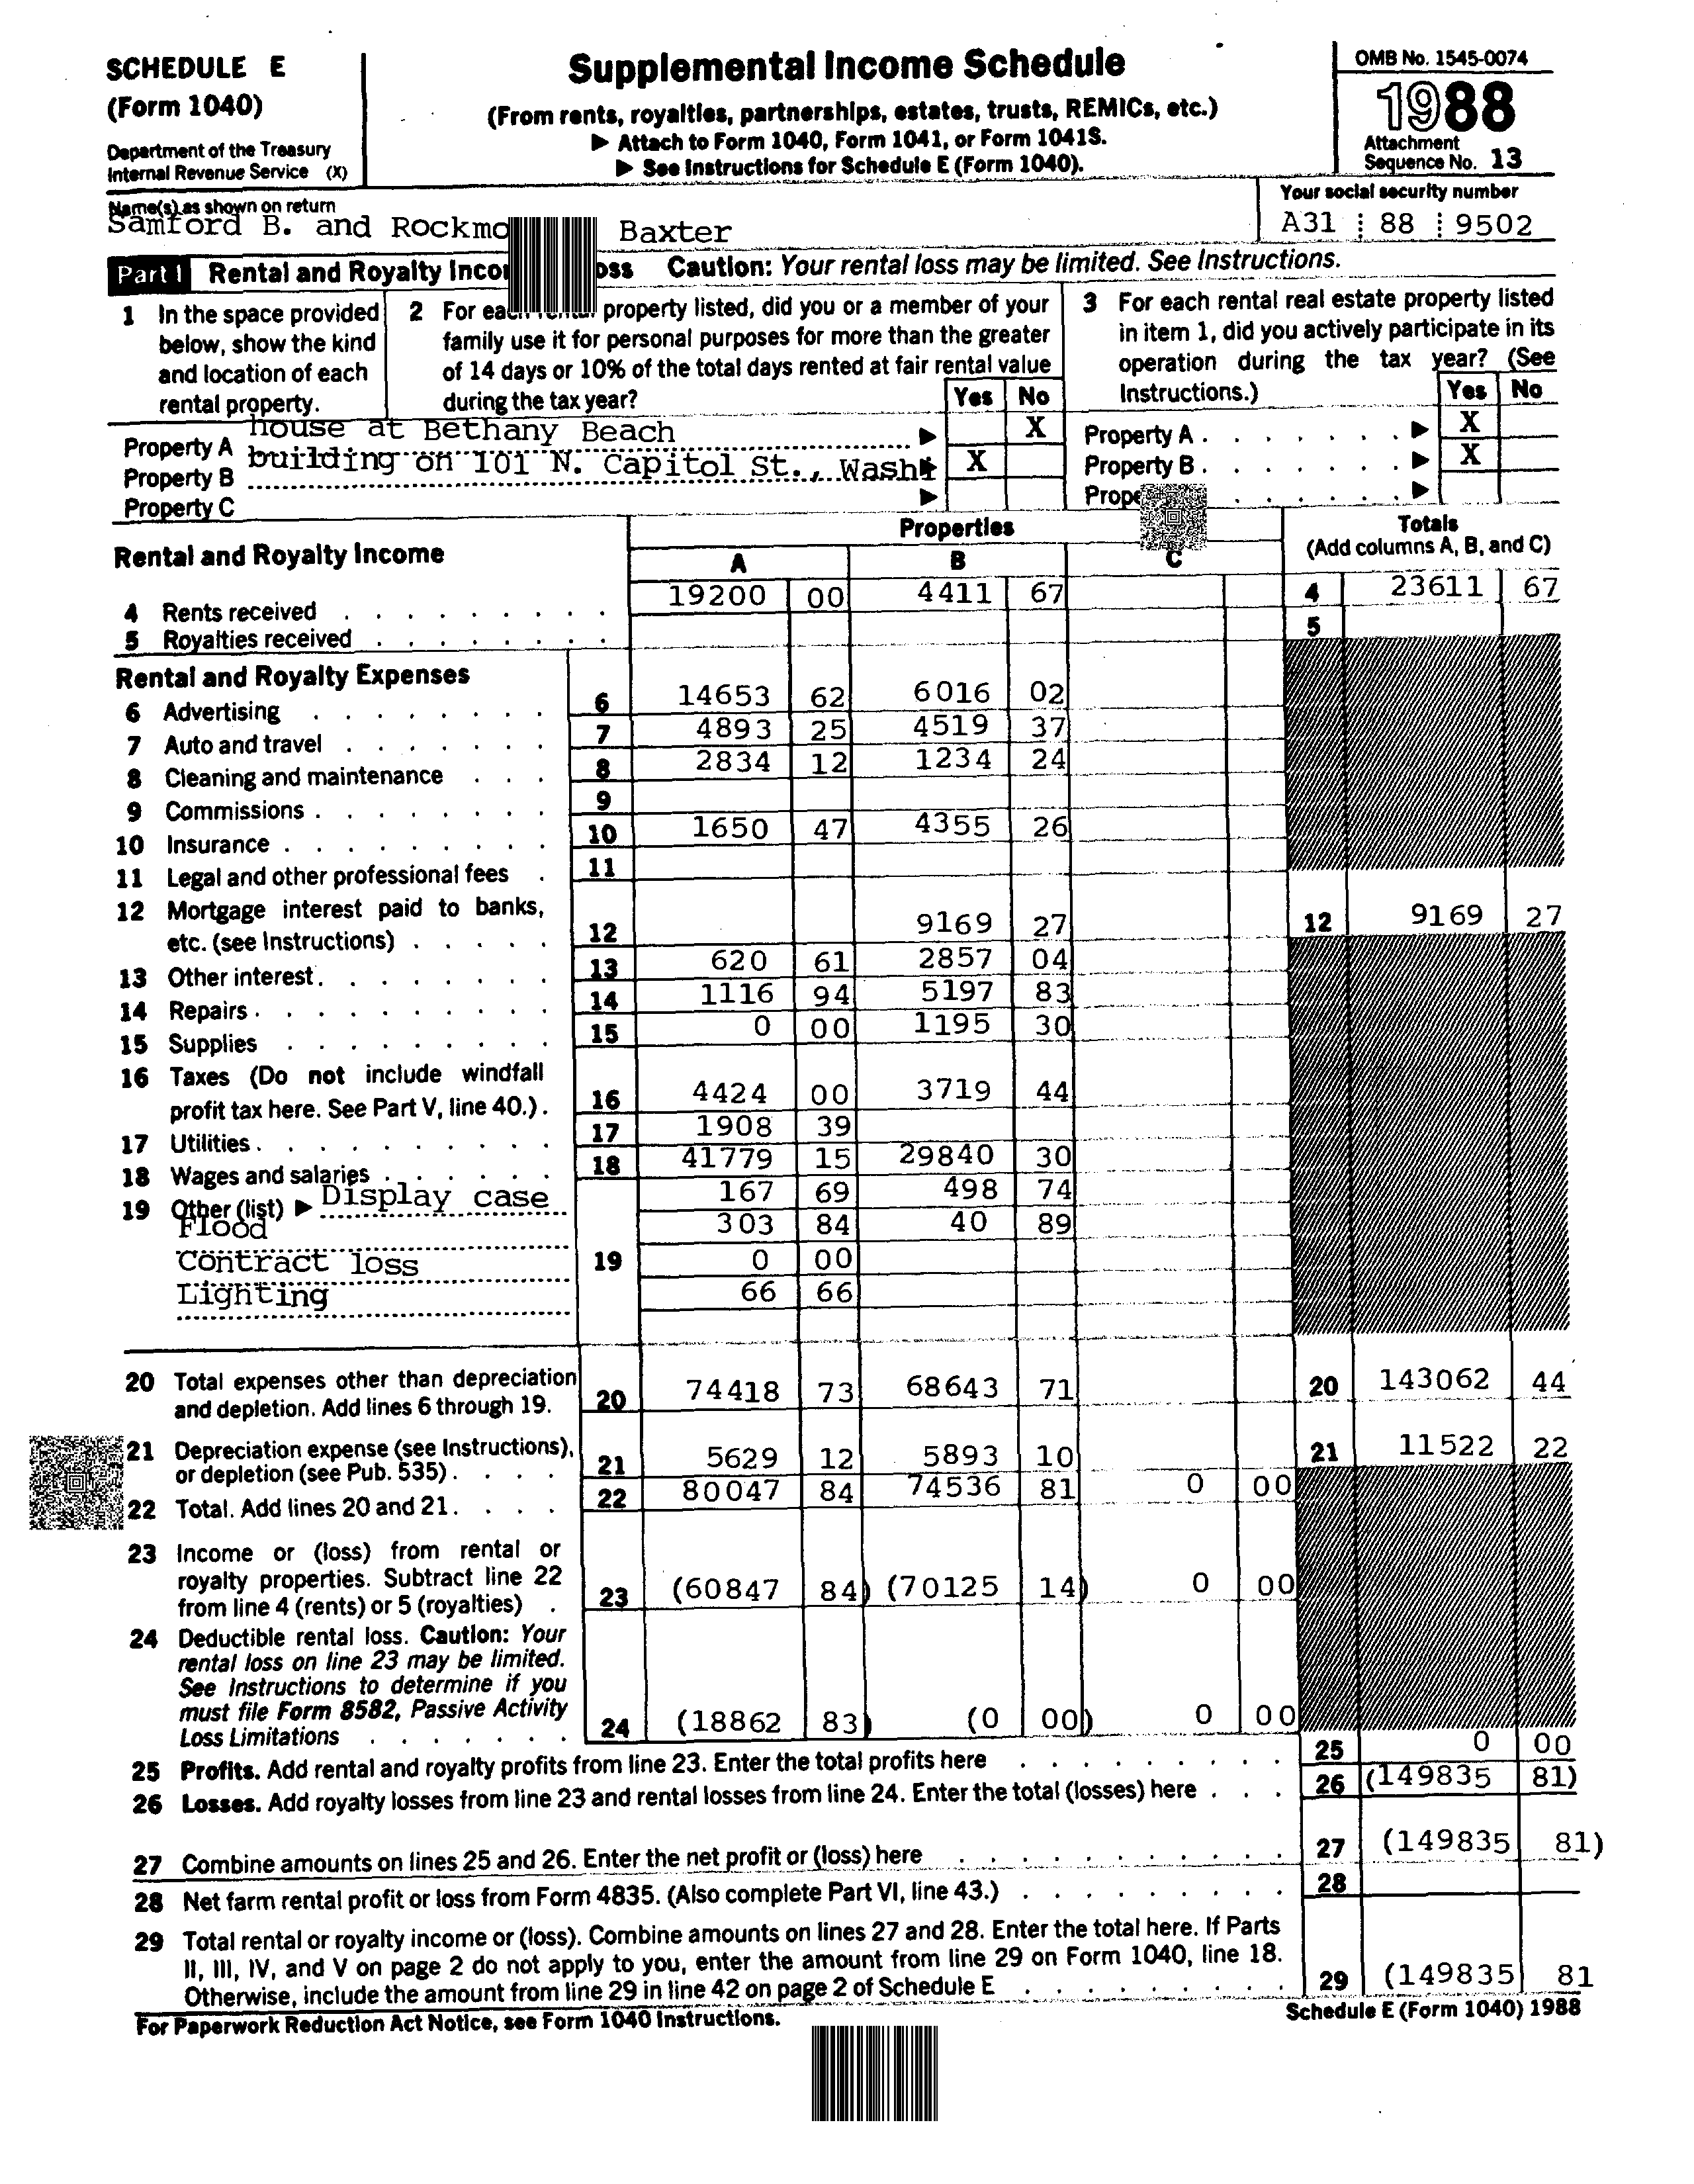 SCHEDULE E
(Form 1040)
Department of the Treasury
Internal Revenue Service (X)
Supplemental Income Schedule
(From rents, royalties, partnerships, estates, trusts, REMICs, etc.)
▶ Attach to Form 1040, Form 1041, or Form 1041S.
▶ See Instructions for Schedule E (Form 1040).
OMB No. 1545-0074
1988
Attachment
Sequence No. 13
Name(s) as shown on return
Samford B. and Baxter
Your social security number
A31 88 9502
Part I Rental and Royalty Caution: Your rental loss may be limited. See Instructions.
1 In the space provided
below, show the kind
and location of each
rental property.
2 For property listed, did you or a member of your
family use it for personal purposes for more than the greater
of 14 days or 10% of the total days rented at fair rental value
during the tax year?
Yes No
3 For each rental real estate property listed
in item 1, did you actively participate in its
operation during the tax year? (See
Instructions.)
Yes No
Property A house at Bethany Beach ▶ X
Property B building on 101 N. Capitol St., Washi ▶ X
Property C ▶
Property A . . . . . . ▶ X
Property B . . . . . . ▶ X
. . . . . . ▶
Rental and Royalty Income
Properties
A B C
Totals
(Add columns A, B, and C)
4 Rents received 19200 00 4411 67 4 23611 67
5 Royalties received 5
Rental and Royalty Expenses
6 Advertising 6 14653 62 6016 02
7 Auto and travel 7 4893 25 4519 37
8 Cleaning and maintenance 8 2834 12 1234 24
9 Commissions 9
10 Insurance 10 1650 47 4355 26
11 Legal and other professional fees 11
12 Mortgage interest paid to banks,
etc. (see Instructions) 12 9169 27 12 9169 27
13 Other interest 13 620 61 2857 04
14 Repairs 14 1116 94 5197 83
15 Supplies 15 0 00 1195 30
16 Taxes (Do not include windfall
profit tax here. See Part V, line 40.) 16 4424 00 3719 44
17 Utilities 17 1908 39
18 Wages and salaries 18 41779 15 29840 30
19 Other (list) ▶ Display case 167 69 498 74
Flood 303 84 40 89
Contract loss 19 0 00
Lighting 66 66
20 Total expenses other than depreciation
and depletion. Add lines 6 through 19. 20 74418 73 68643 71 20 143062 44
21 Depreciation expense (see Instructions),
or depletion (see Pub. 535) 21 5629 12 5893 10 21 11522 22
22 Total. Add lines 20 and 21 22 80047 84 74536 81 0 00
23 Income or (loss) from rental or
royalty properties. Subtract line 22
from line 4 (rents) or 5 (royalties) 23 (60847 84) (70125 14) 0 00
24 Deductible rental loss. Caution: Your
rental loss on line 23 may be limited.
See Instructions to determine if you
must file Form 8582, Passive Activity
Loss Limitations 24 (18862 83) (0 00) 0 00
25 Profits. Add rental and royalty profits from line 23. Enter the total profits here 25 0 00
26 Losses. Add royalty losses from line 23 and rental losses from line 24. Enter the total (losses) here 26 (149835 81)
27 Combine amounts on lines 25 and 26. Enter the net profit or (loss) here 27 (149835 81)
28 Net farm rental profit or loss from Form 4835. (Also complete Part VI, line 43.) 28
29 Total rental or royalty income or (loss). Combine amounts on lines 27 and 28. Enter the total here. If Parts
II, III, IV, and V on page 2 do not apply to you, enter the amount from line 29 on Form 1040, line 18.
Otherwise, include the amount from line 29 in line 42 on page 2 of Schedule E 29 (149835 81
For Paperwork Reduction Act Notice, see Form 1040 Instructions.
Schedule E (Form 1040) 1988